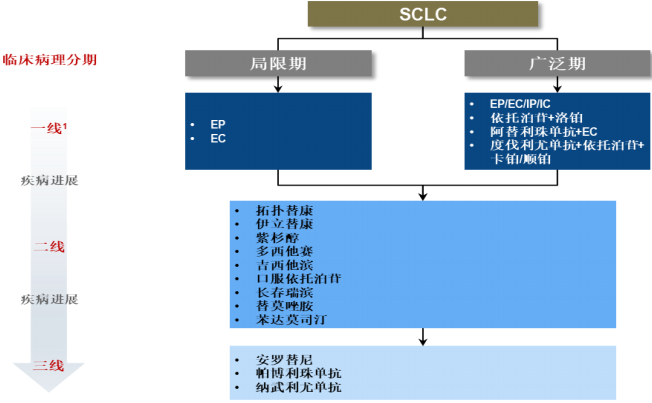 SCLC
临床病理分期
局限期
广泛期
一线¹
• EP
• EC
• EP/EC/IP/IC
• 依托泊苷+洛铂
• 阿替利珠单抗+EC
• 度伐利尤单抗+依托泊苷+
卡铂/顺铂
疾病进展
二线
• 拓扑替康
• 伊立替康
• 紫杉醇
• 多西他赛
• 吉西他滨
• 口服依托泊苷
• 长春瑞滨
• 替莫唑胺
• 苯达莫司汀
疾病进展
三线
• 安罗替尼
• 帕博利珠单抗
• 纳武利尤单抗